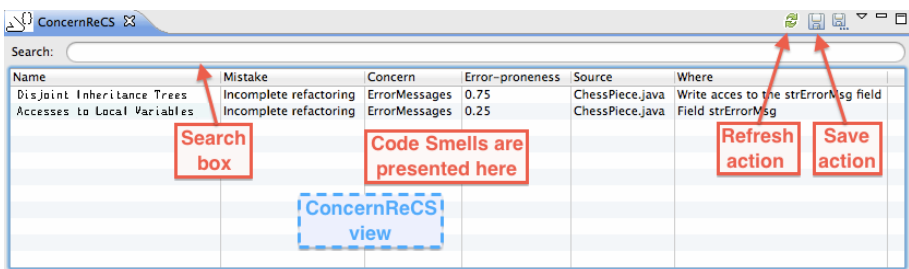 ConcernReCS
Search:
Name Mistake Concern Error-proneness Source Where
Disjoint Inheritance Trees Incomplete refactoring ErrorMessages 0.75 ChessPiece.java Write acces to the strErrorMsg field
Accesses to Local Variables Incomplete refactoring ErrorMessages 0.25 ChessPiece.java Field strErrorMsg
Search
box
Code Smells are
presented here
Refresh
action
Save
action
ConcernReCS
view